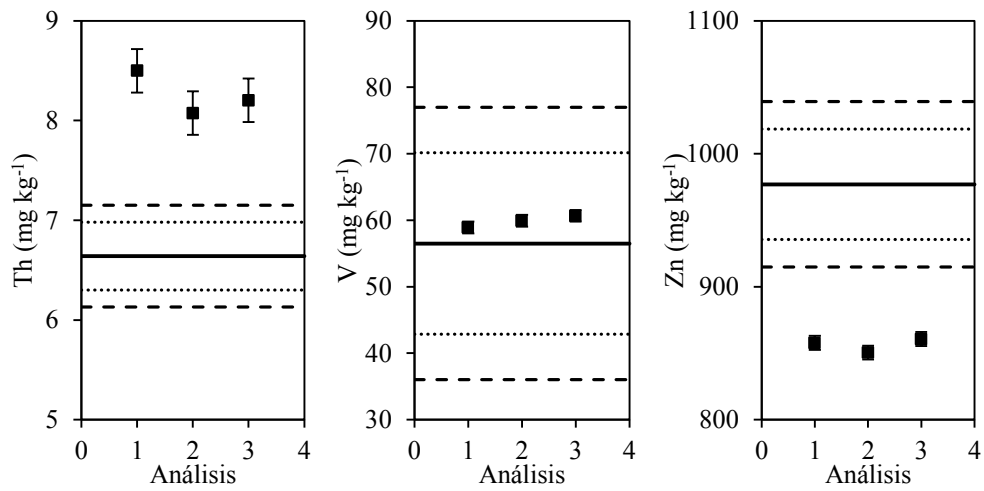 Th (mg kg-1)
9
8
7
6
5
0 1 2 3 4
Análisis
V (mg kg-1)
90
80
70
60
50
40
30
0 1 2 3 4
Análisis
Zn (mg kg-1)
1100
1000
900
800
0 1 2 3 4
Análisis